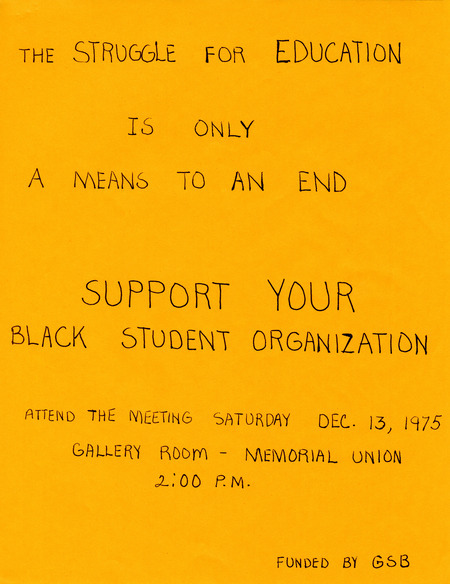 THE STRUGGLE FOR EDUCATION
IS ONLY
A MEANS TO AN END
SUPPORT YOUR
BLACK STUDENT ORGANIZATION
ATTEND THE MEETING SATURDAY DEC. 13, 1975
GALLERY ROOM - MEMORIAL UNION
2:00 P.M.
FUNDED BY GSB